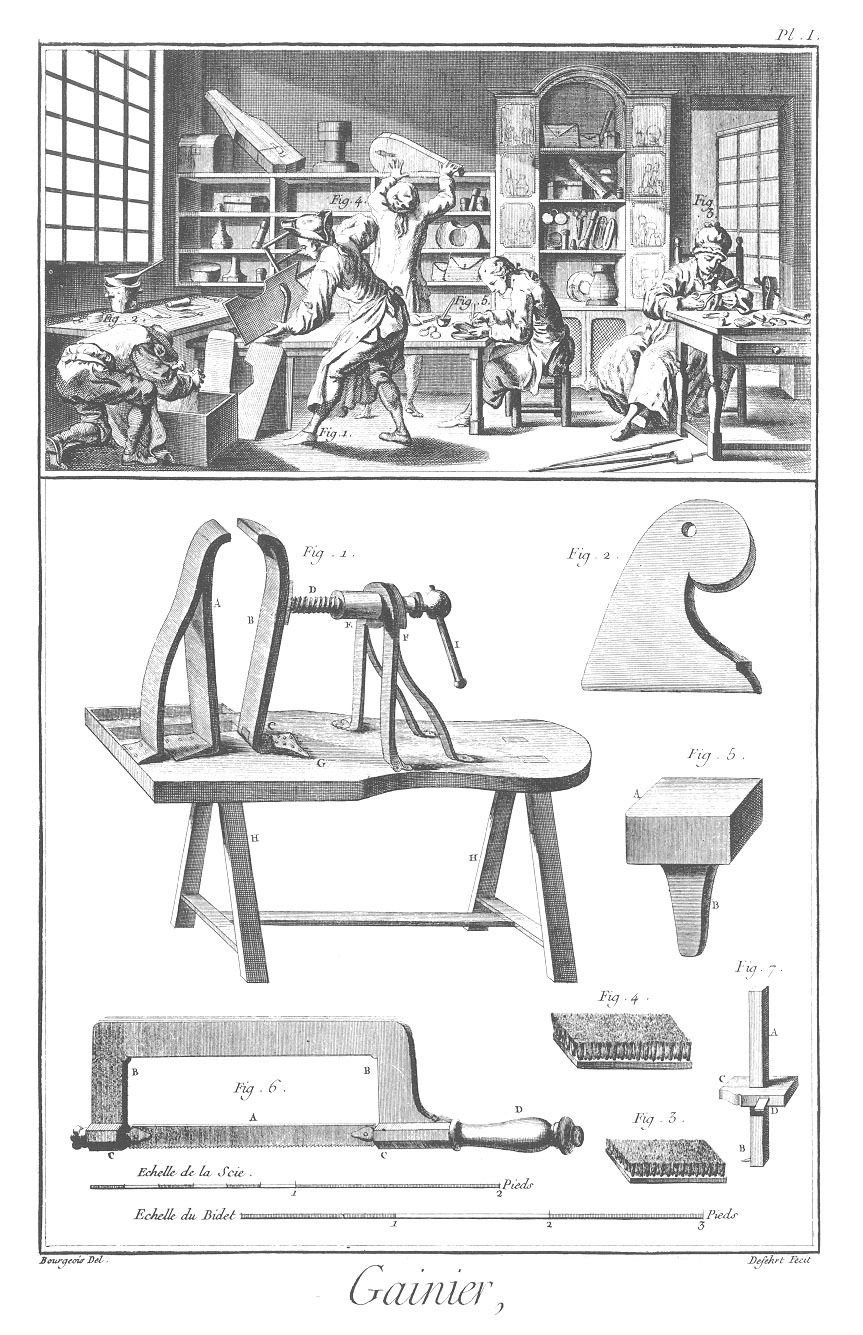 Pl. I.
Fig. 4.
Fig. 3
Fig. 5.
Fig. 2.
Fig. 1.
Fig. 1.
Fig. 2.
A
D
B
E
F
I
C
G
Fig. 5.
A
H
H
B
Fig. 7.
Fig. 4.
A
C
B
B
Fig. 6.
D
A
D
Fig. 3.
B
C
C
Echelle de la Scie.
1
2
Pieds
Echelle du Bidet
1
2
3
Pieds
Bourgeois Del.
Defehrt Fecit
Gainier,